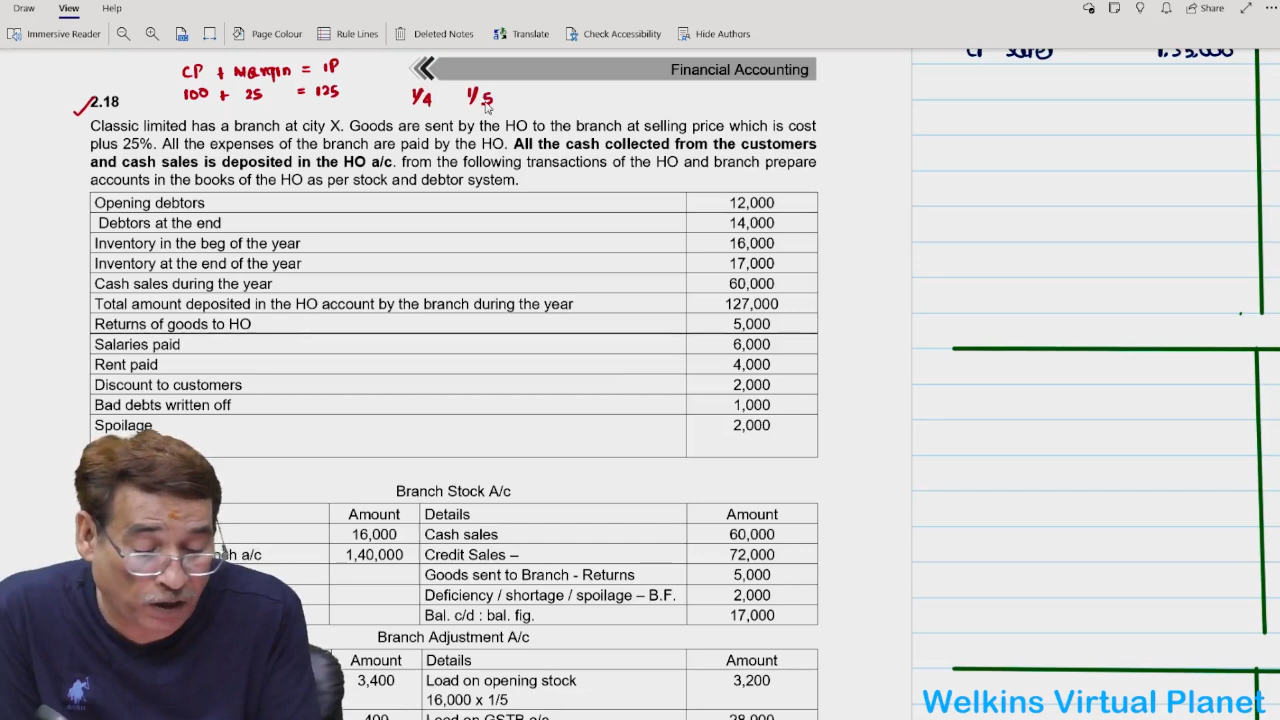 Draw View Help
Immersive Reader Page Colour Rule Lines Deleted Notes Translate Check Accessibility Hide Authors Share
CP + Margin = IP
100 + 25 = 125 1/4 1/5
CP sales 1,35,000
Financial Accounting
2.18
Classic limited has a branch at city X. Goods are sent by the HO to the branch at selling price which is cost
plus 25%. All the expenses of the branch are paid by the HO. All the cash collected from the customers
and cash sales is deposited in the HO a/c. from the following transactions of the HO and branch prepare
accounts in the books of the HO as per stock and debtor system.
Opening debtors 12,000
Debtors at the end 14,000
Inventory in the beg of the year 16,000
Inventory at the end of the year 17,000
Cash sales during the year 60,000
Total amount deposited in the HO account by the branch during the year 127,000
Returns of goods to HO 5,000
Salaries paid 6,000
Rent paid 4,000
Discount to customers 2,000
Bad debts written off 1,000
Spoilage 2,000
Branch Stock A/c
Amount Details Amount
16,000 Cash sales 60,000
a/c 1,40,000 Credit Sales – 72,000
Goods sent to Branch - Returns 5,000
Deficiency / shortage / spoilage – B.F. 2,000
Bal. c/d : bal. fig. 17,000
Branch Adjustment A/c
Amount Details Amount
3,400 Load on opening stock 3,200
16,000 x 1/5
400 Load on GSTB a/c 28,000
Welkins Virtual Planet